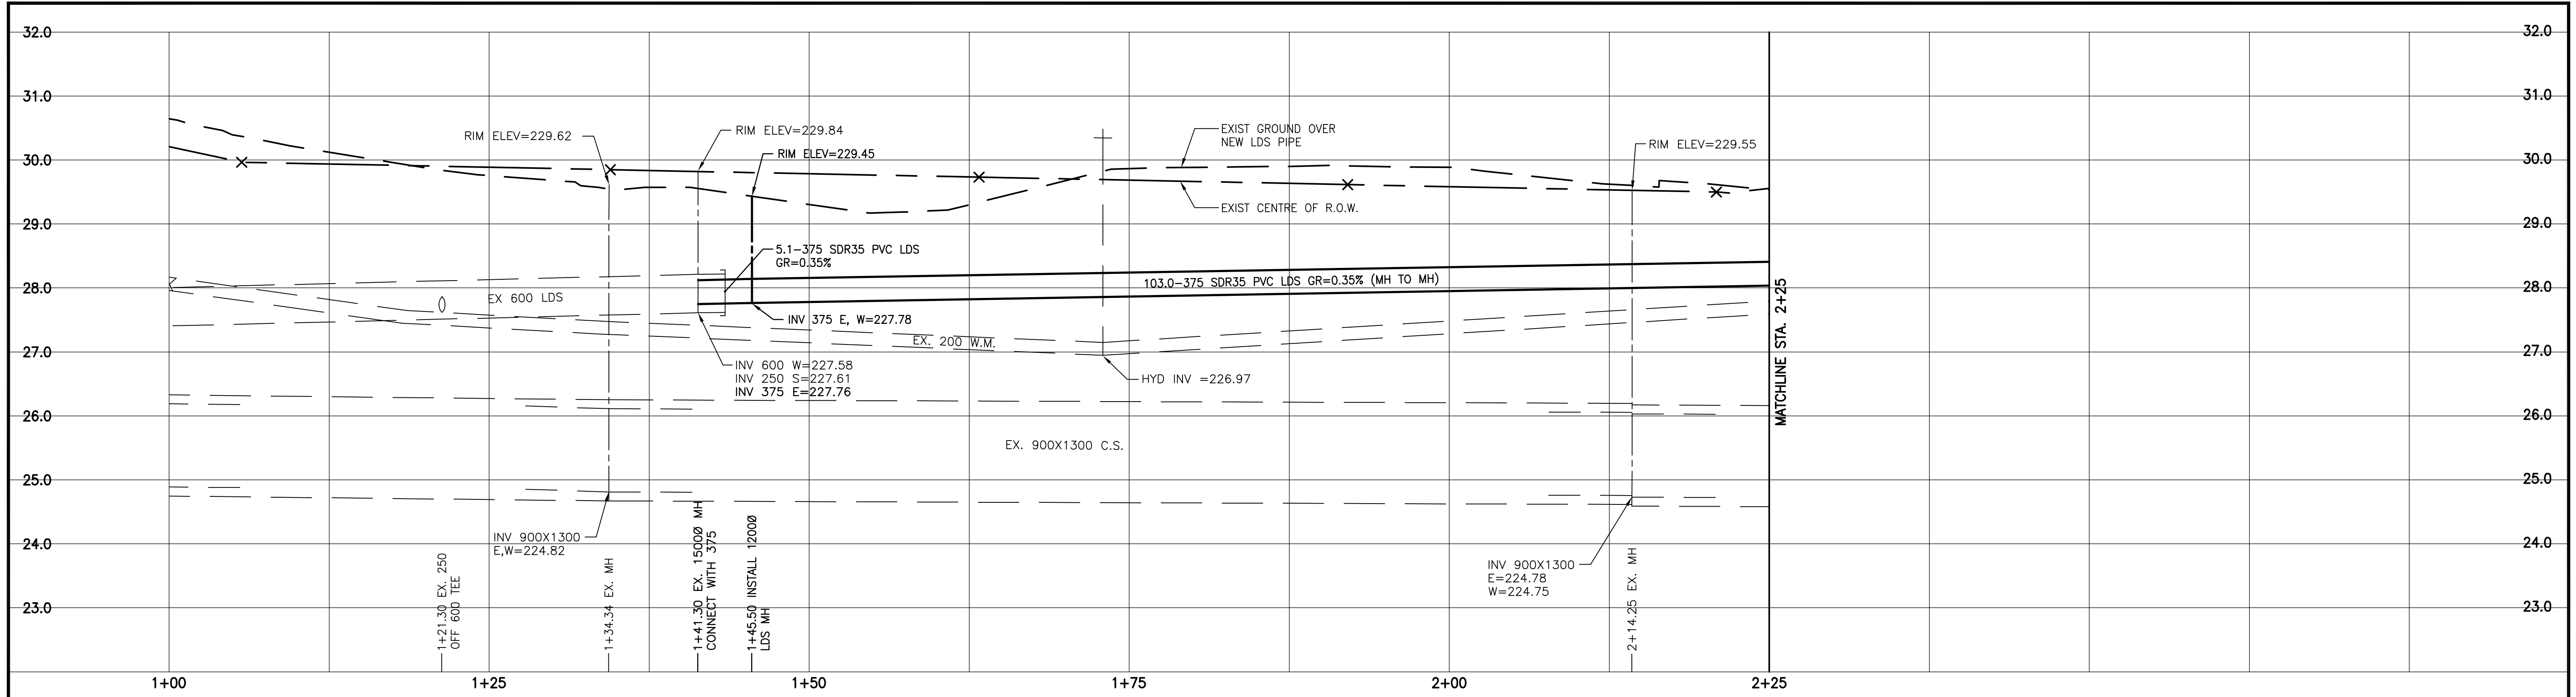 32.0
32.0
31.0
31.0
30.0
30.0
29.0
29.0
28.0
28.0
27.0
27.0
26.0
26.0
25.0
25.0
24.0
24.0
23.0
23.0
RIM ELEV=229.62
RIM ELEV=229.84
RIM ELEV=229.45
EXIST GROUND OVER
NEW LDS PIPE
RIM ELEV=229.55
EXIST CENTRE OF R.O.W.
5.1-375 SDR35 PVC LDS
GR=0.35%
103.0-375 SDR35 PVC LDS GR=0.35% (MH TO MH)
EX 600 LDS
INV 375 E, W=227.78
EX. 200 W.M.
INV 600 W=227.58
INV 250 S=227.61
INV 375 E=227.76
HYD INV =226.97
MATCHLINE STA. 2+25
EX. 900X1300 C.S.
INV 900X1300
E,W=224.82
INV 900X1300
E=224.78
W=224.75
1+21.30 EX. 250
OFF 600 TEE
1+34.34 EX. MH
1+41.30 EX. 1500Ø MH
CONNECT WITH 375
1+45.50 INSTALL 1200Ø
LDS MH
2+14.25 EX. MH
1+00
1+25
1+50
1+75
2+00
2+25